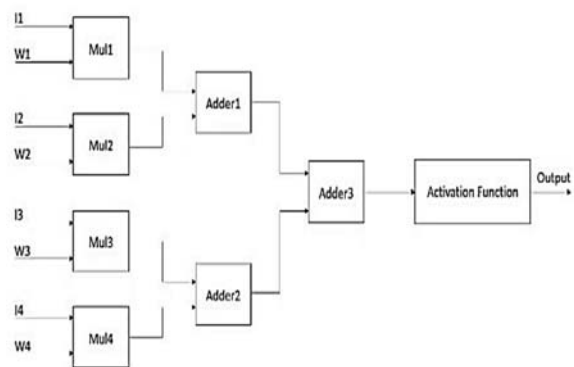 I1
W1
Mul1
I2
W2
Mul2
Adder1
I3
W3
Mul3
I4
W4
Mul4
Adder2
Adder3
Activation Function
Output